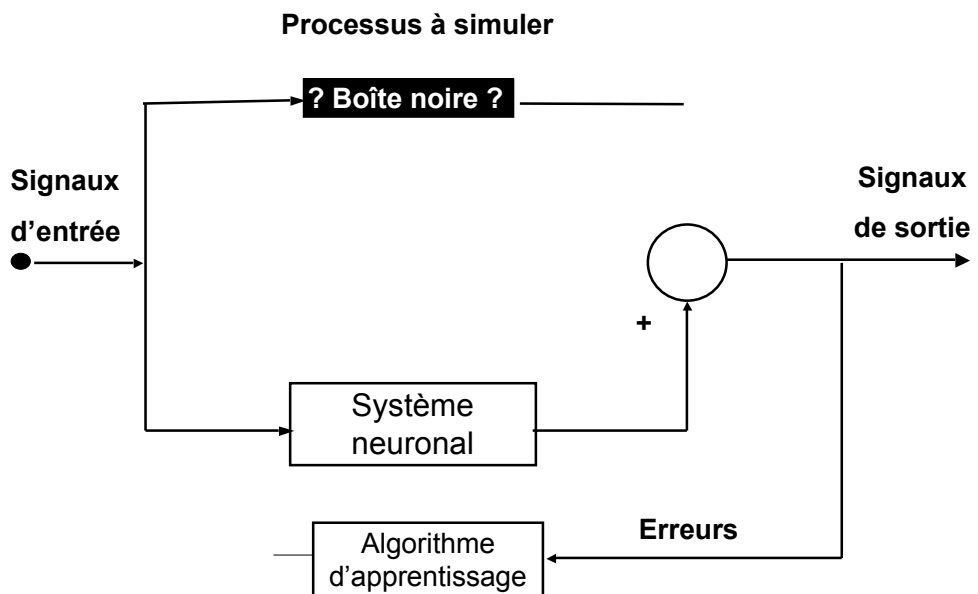 Processus à simuler
? Boîte noire ?
Signaux
d’entrée
Signaux
de sortie
+
Système
neuronal
Erreurs
Algorithme
d’apprentissage